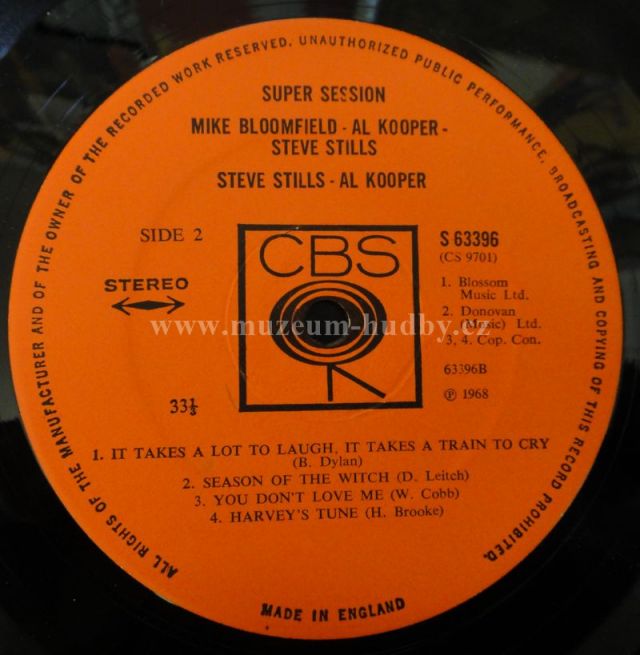 ALL RIGHTS OF THE MANUFACTURER AND OF THE OWNER OF THE RECORDED WORK RESERVED. UNAUTHORIZED PUBLIC PERFORMANCE, BROADCASTING AND COPYING OF THIS RECORD PROHIBITED.
SUPER SESSION
MIKE BLOOMFIELD - AL KOOPER -
STEVE STILLS
STEVE STILLS - AL KOOPER
SIDE 2
STEREO
33⅓
CBS
S 63396
(CS 9701)
1. Blossom
Music Ltd.
2. Donovan
(Music) Ltd.
3, 4. Cop. Con.
63396B
℗ 1968
www.muzeum-hudby.cz
1. IT TAKES A LOT TO LAUGH, IT TAKES A TRAIN TO CRY
(B. Dylan)
2. SEASON OF THE WITCH (D. Leitch)
3. YOU DON'T LOVE ME (W. Cobb)
4. HARVEY'S TUNE (H. Brooke)
MADE IN ENGLAND